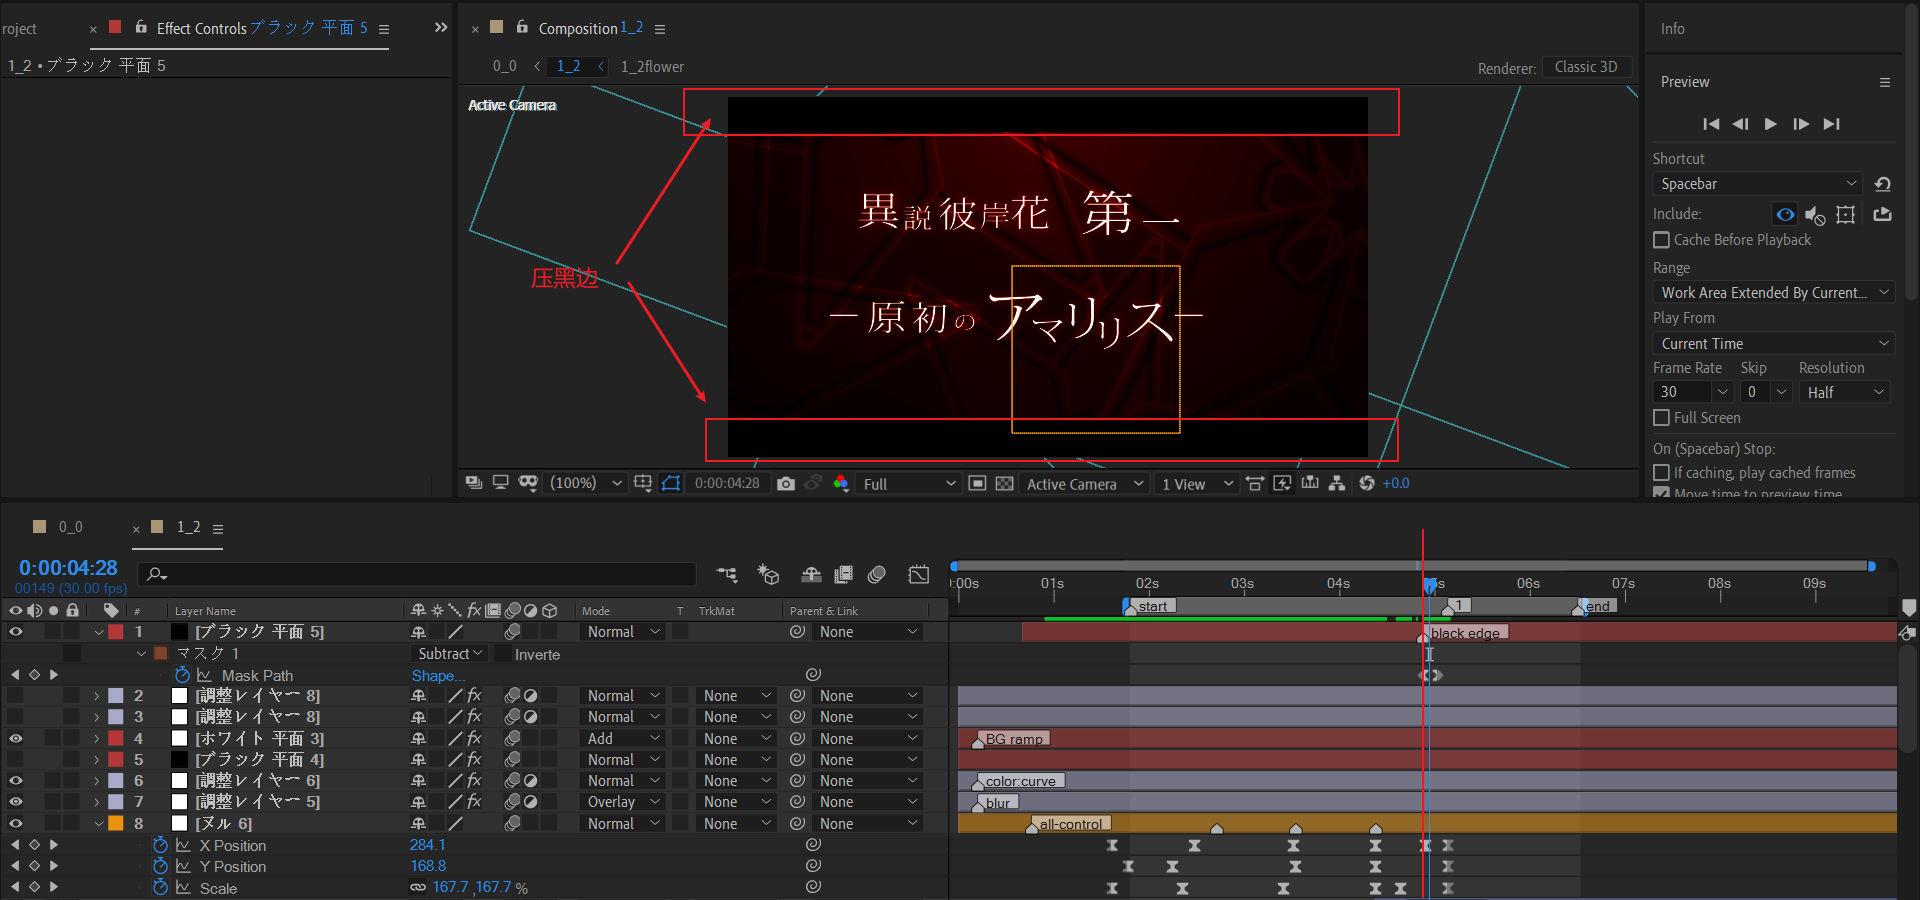 roject
Effect Controls ブラック 平面 5
1_2 • ブラック 平面 5
Composition 1_2
0_0 1_2 1_2flower
Renderer: Classic 3D
Active Camera
压黑边
異説彼岸花 第一
－原初のアマリリス－
(100%) 0:00:04:28 Full Active Camera 1 View +0.0
Info
Preview
Shortcut
Spacebar
Include:
Cache Before Playback
Range
Work Area Extended By Current...
Play From
Current Time
Frame Rate Skip Resolution
30 0 Half
Full Screen
On (Spacebar) Stop:
If caching, play cached frames
Move time to preview time
0_0 1_2
0:00:04:28
00149 (30.00 fps)
:00s 01s 02s 03s 04s 5s 06s 07s 08s 09s
start 1 end
# Layer Name Mode T TrkMat Parent & Link
1 [ブラック 平面 5] Normal None black edge
マスク 1 Subtract Inverte
Mask Path Shape...
2 [調整レイヤー 8] Normal None None
3 [調整レイヤー 8] Normal None None
4 [ホワイト 平面 3] Add None None BG ramp
5 [ブラック 平面 4] Normal None None
6 [調整レイヤー 6] Normal None None color:curve
7 [調整レイヤー 5] Overlay None None blur
8 [ヌル 6] Normal None None all-control
X Position 284.1
Y Position 168.8
Scale 167.7,167.7 %